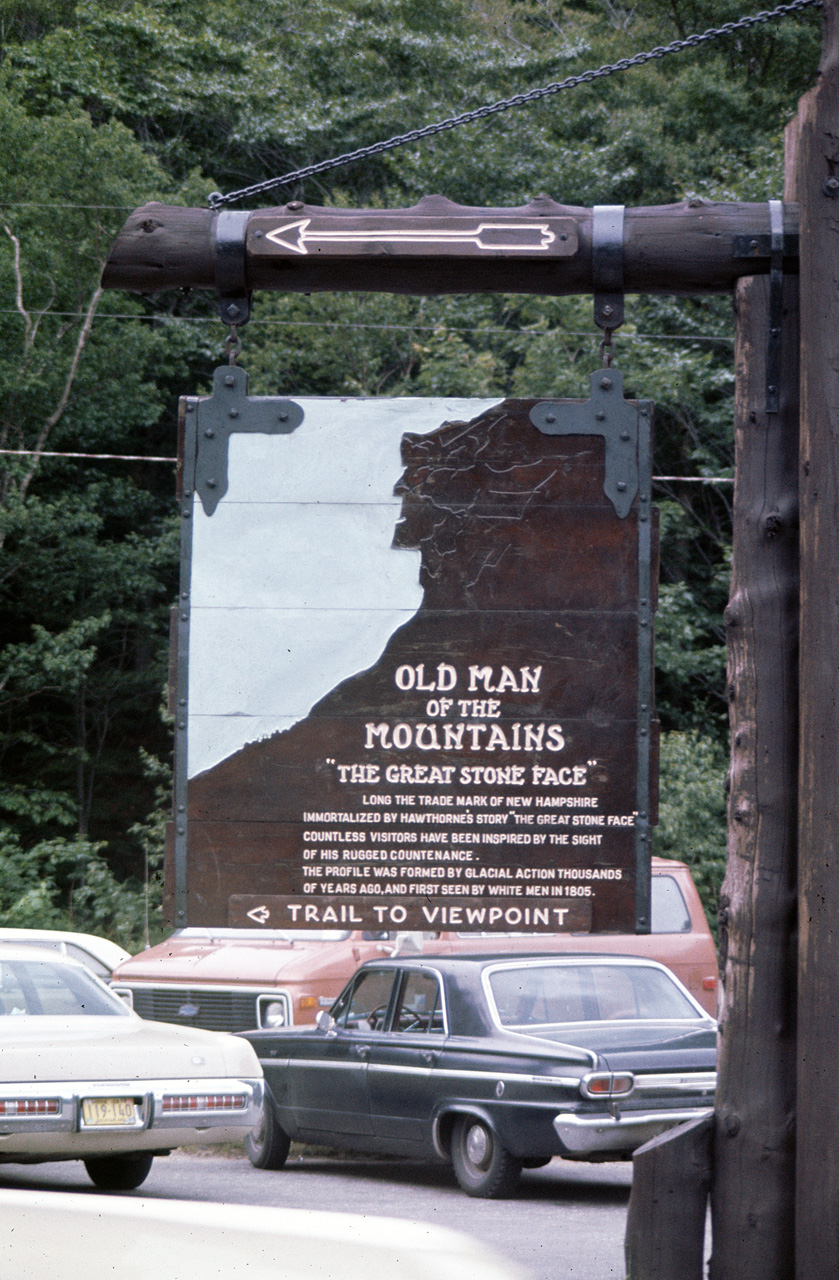 OLD MAN
OF THE
MOUNTAINS
"THE GREAT STONE FACE"
LONG THE TRADE MARK OF NEW HAMPSHIRE
IMMORTALIZED BY HAWTHORNE'S STORY "THE GREAT STONE FACE"
COUNTLESS VISITORS HAVE BEEN INSPIRED BY THE SIGHT
OF HIS RUGGED COUNTENANCE.
THE PROFILE WAS FORMED BY GLACIAL ACTION THOUSANDS
OF YEARS AGO, AND FIRST SEEN BY WHITE MEN IN 1805.
TRAIL TO VIEWPOINT